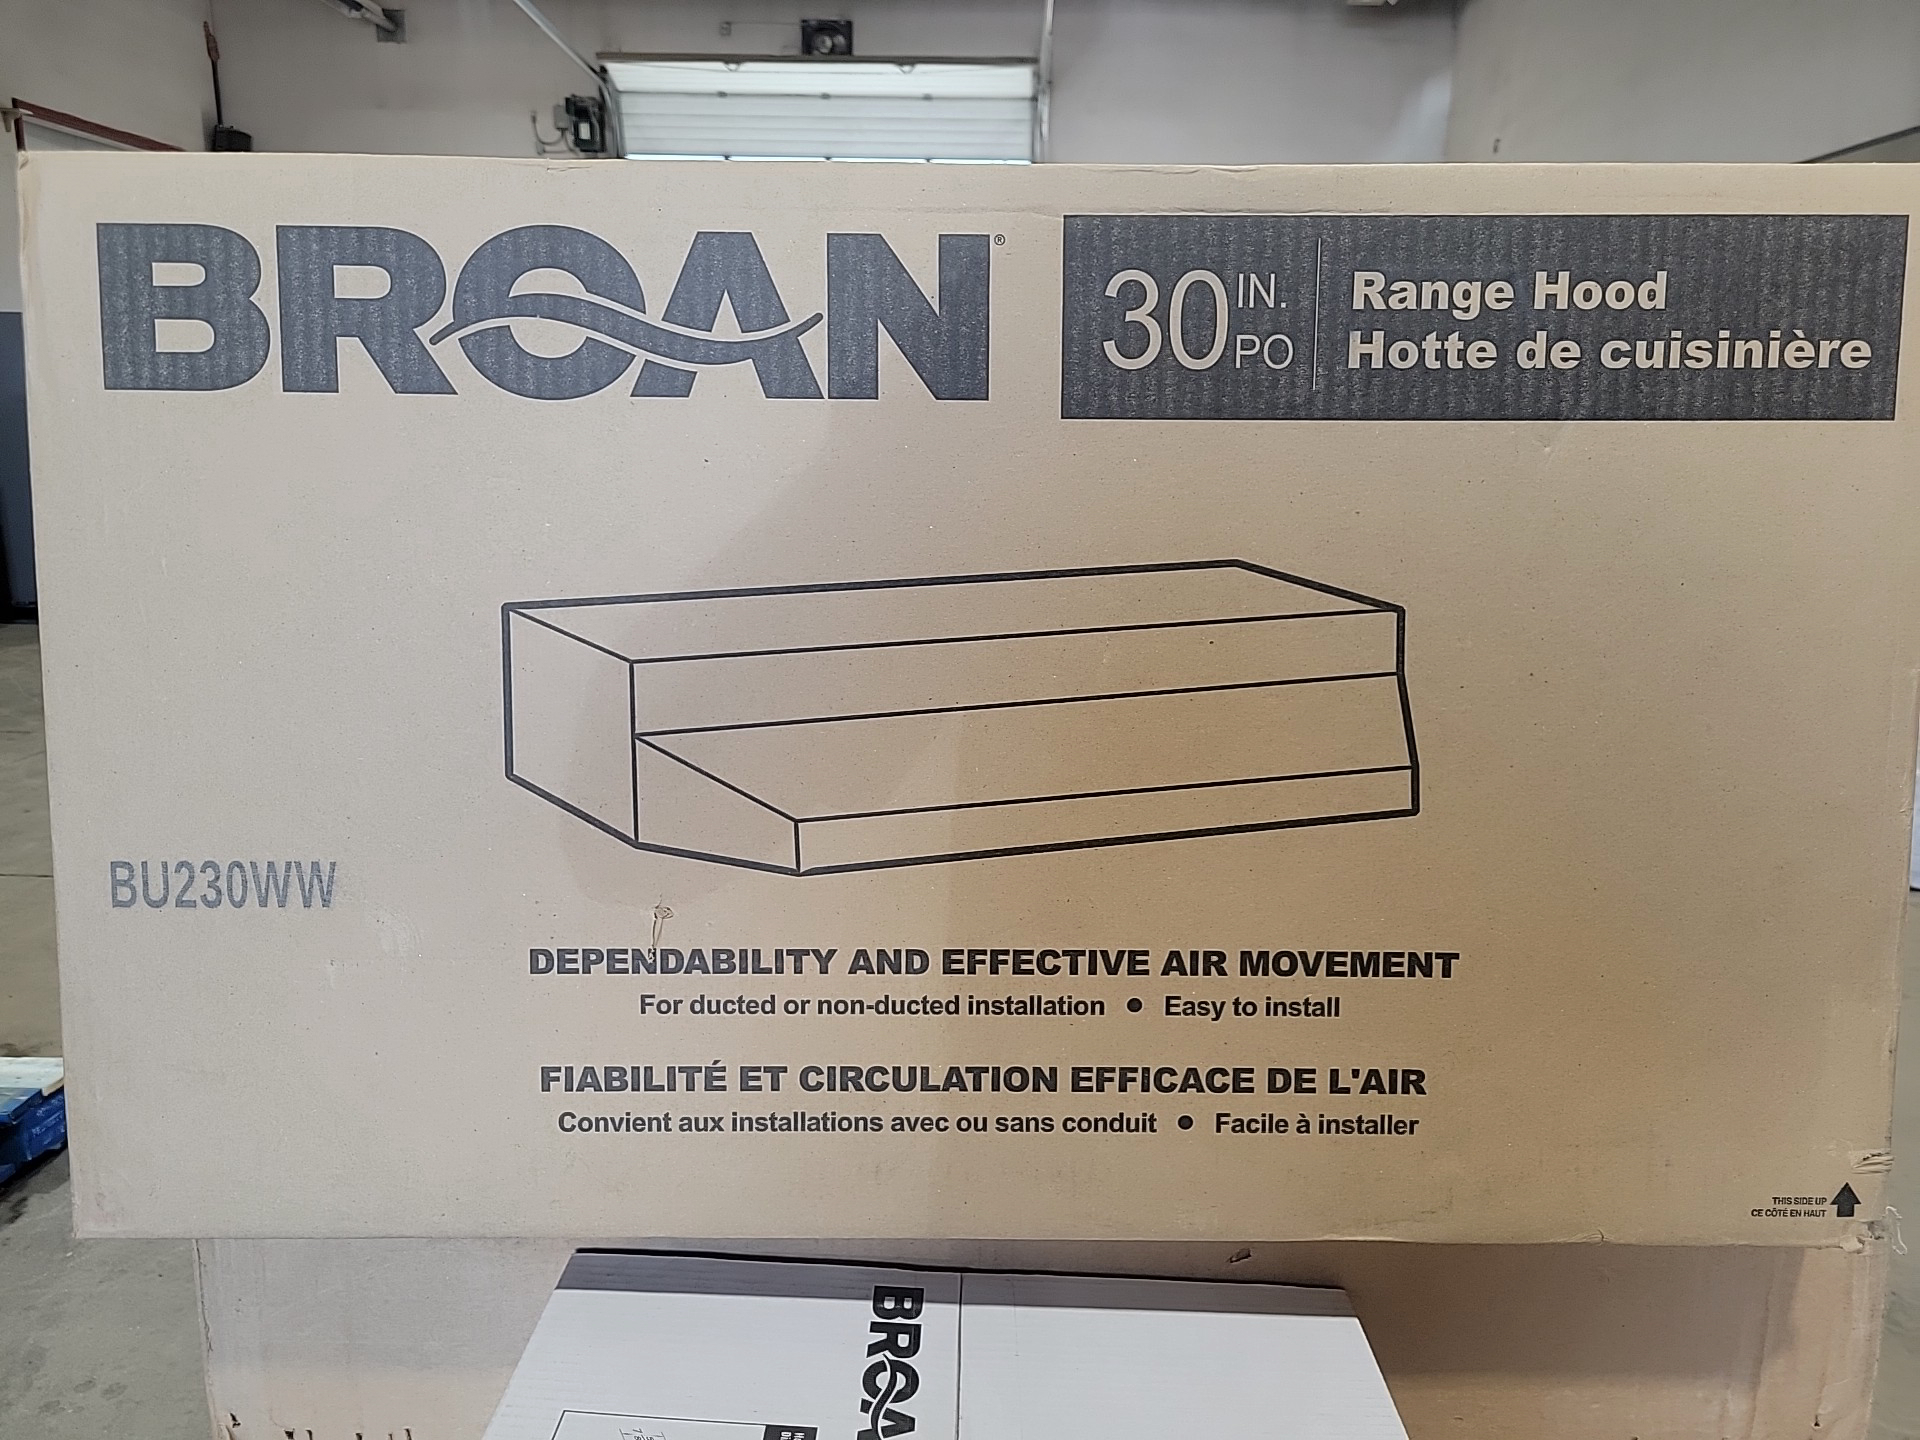 BROAN®
30 IN. PO
Range Hood
Hotte de cuisinière
BU230WW
DEPENDABILITY AND EFFECTIVE AIR MOVEMENT
For ducted or non-ducted installation • Easy to install
FIABILITÉ ET CIRCULATION EFFICACE DE L'AIR
Convient aux installations avec ou sans conduit • Facile à installer
THIS SIDE UP
CE CÔTÉ EN HAUT
BROA